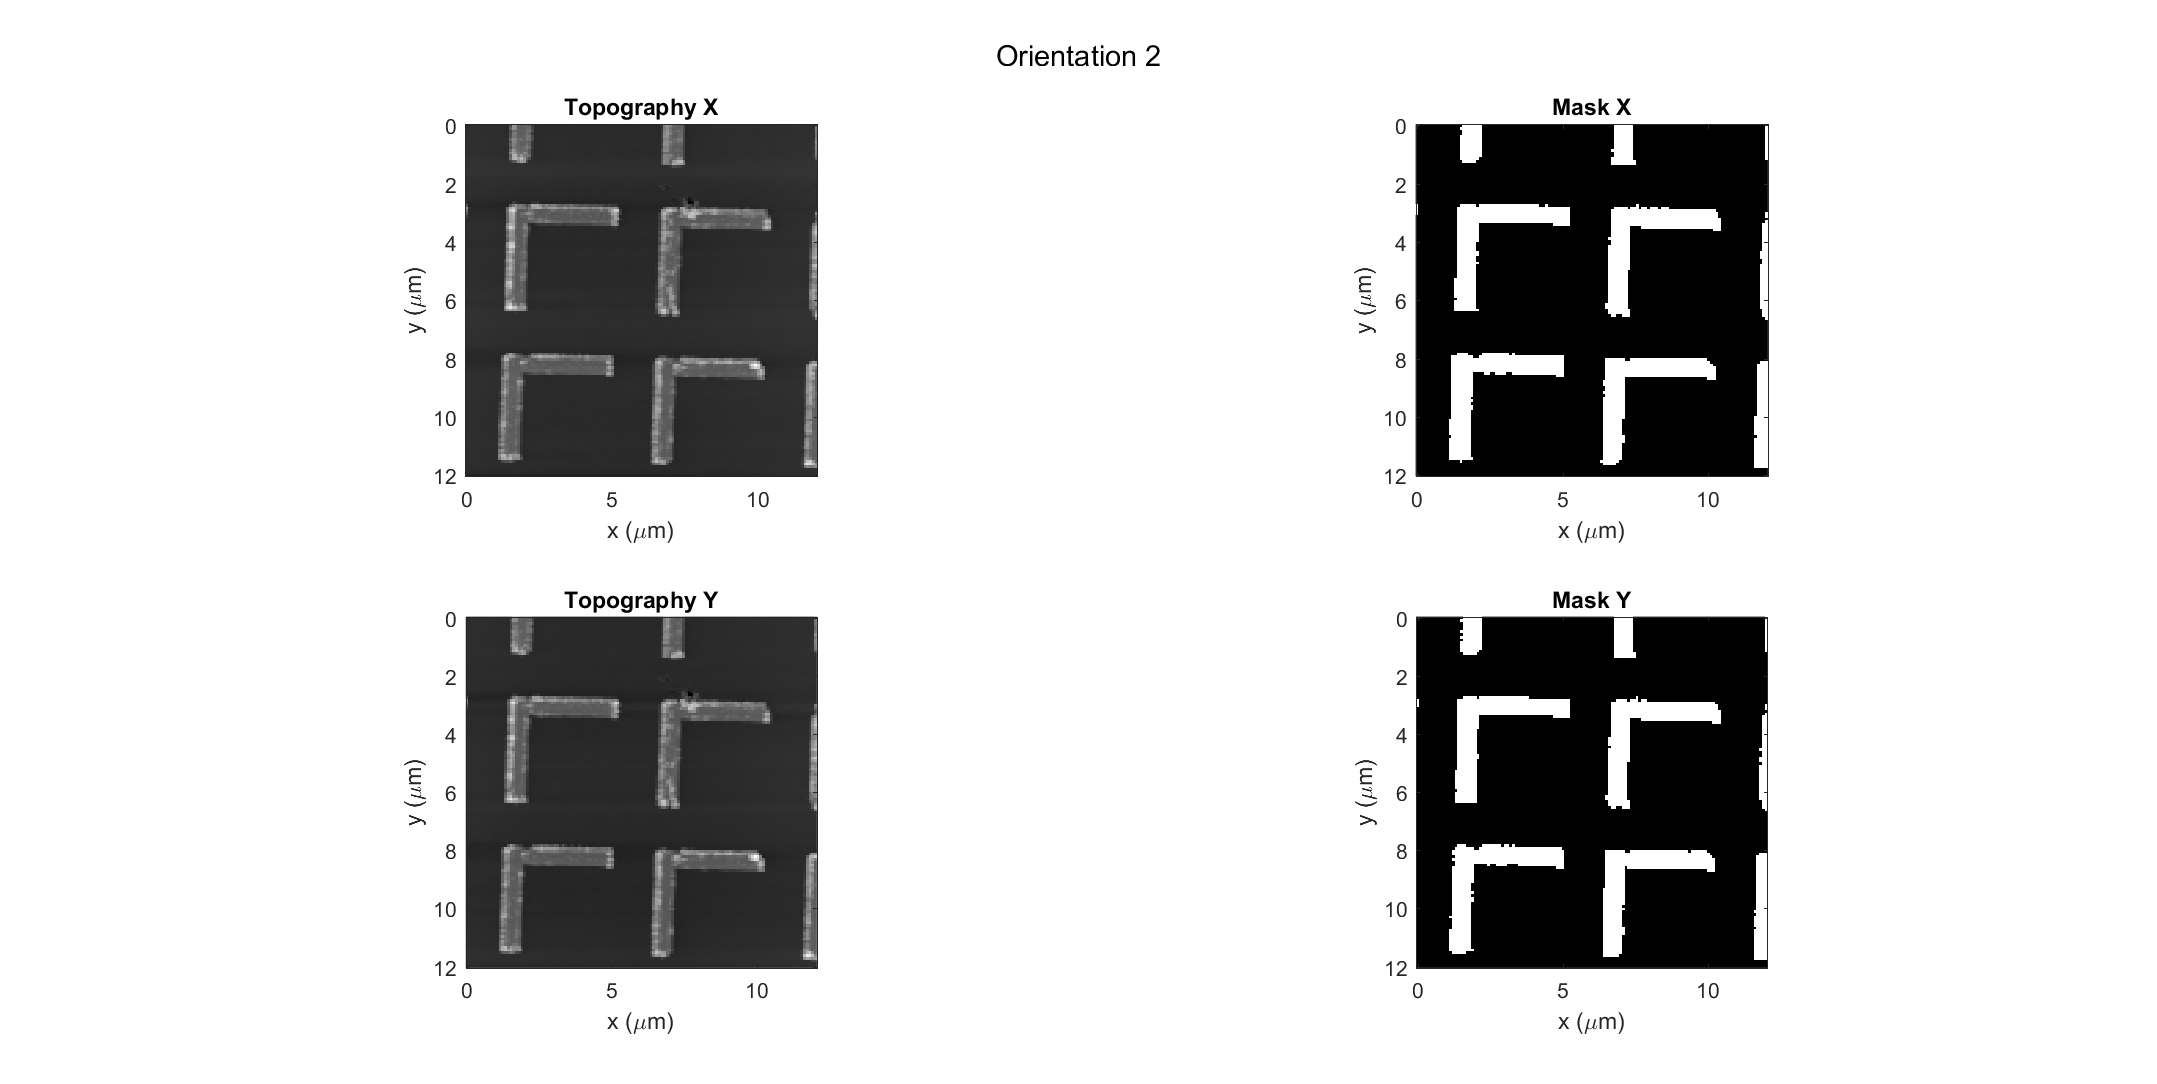 Orientation 2
Topography X
0
2
4
6
8
10
12
y (μm)
0 5 10
x (μm)
Mask X
0
2
4
6
8
10
12
y (μm)
0 5 10
x (μm)
Topography Y
0
2
4
6
8
10
12
y (μm)
0 5 10
x (μm)
Mask Y
0
2
4
6
8
10
12
y (μm)
0 5 10
x (μm)